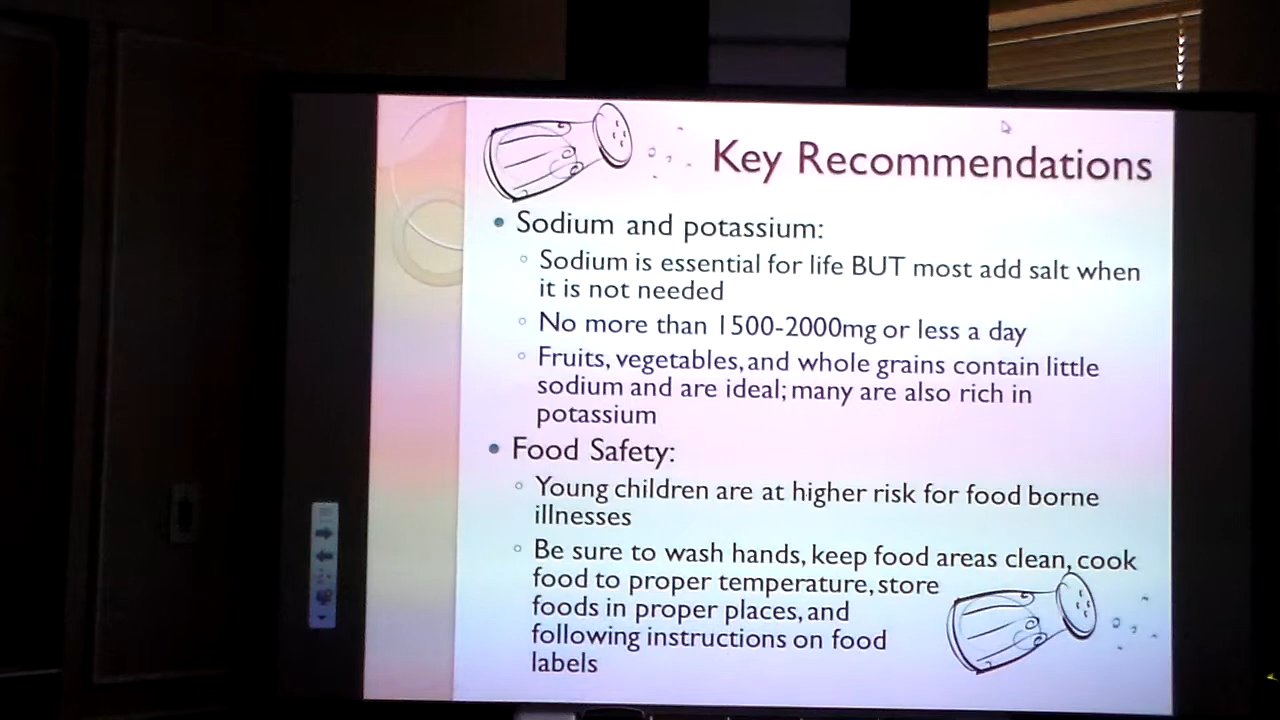 Key Recommendations
• Sodium and potassium:
◦ Sodium is essential for life BUT most add salt when
it is not needed
◦ No more than 1500-2000mg or less a day
◦ Fruits, vegetables, and whole grains contain little
sodium and are ideal; many are also rich in
potassium
• Food Safety:
◦ Young children are at higher risk for food borne
illnesses
◦ Be sure to wash hands, keep food areas clean, cook
food to proper temperature, store
foods in proper places, and
following instructions on food
labels